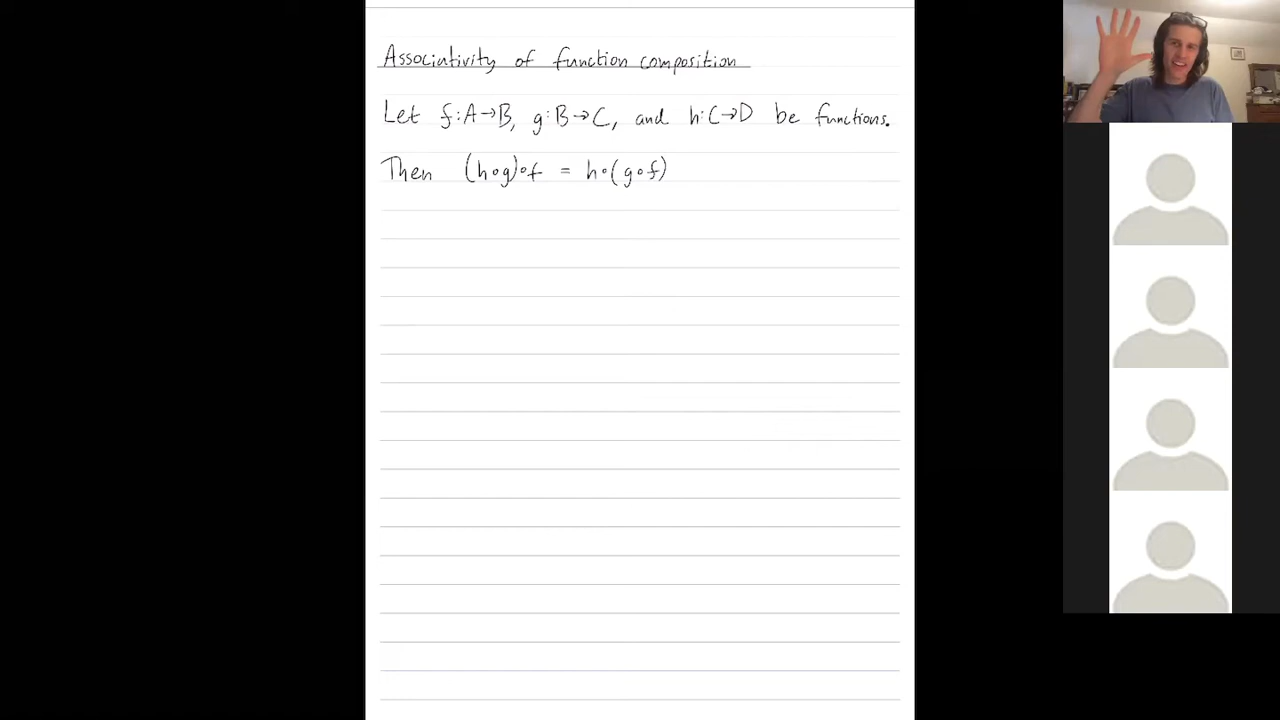 Associativity of function composition
Let f:A→B, g:B→C, and h:C→D be functions.
Then (h∘g)∘f = h∘(g∘f)